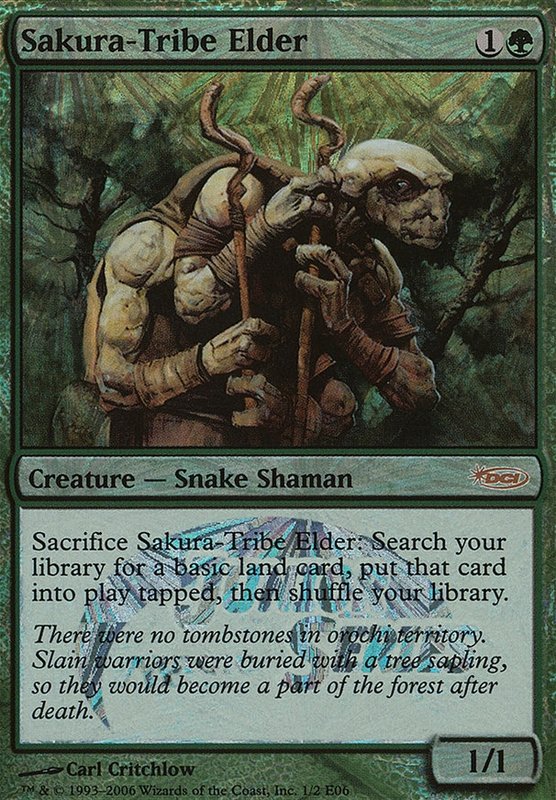 Sakura-Tribe Elder 1
Creature — Snake Shaman DCI
Sacrifice Sakura-Tribe Elder: Search your
library for a basic land card, put that card
into play tapped, then shuffle your library.
There were no tombstones in orochi territory.
Slain warriors were buried with a tree sapling,
so they would become a part of the forest after
death.
1/1
Carl Critchlow
™ & © 1993–2006 Wizards of the Coast, Inc. 1/2 E06